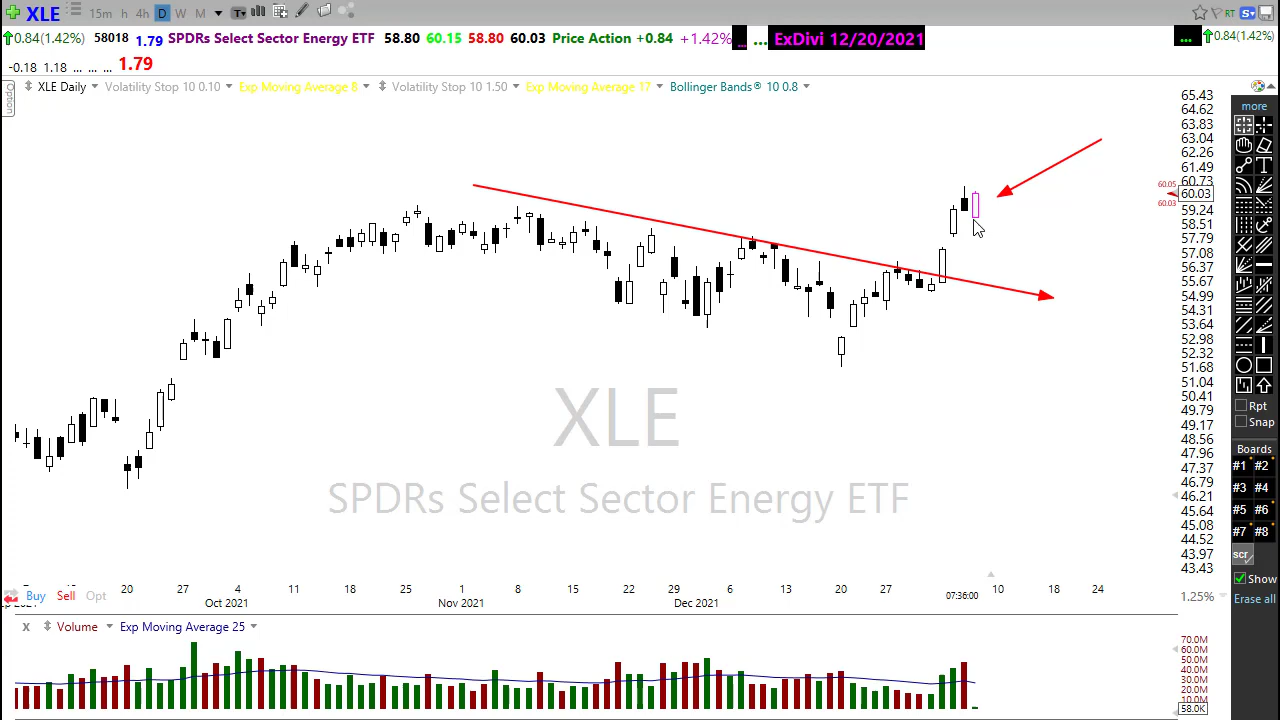 XLE 15m h 4h D W M T RT S
0.84(1.42%) 58018 1.79 SPDRs Select Sector Energy ETF 58.80 60.15 58.80 60.03 Price Action +0.84 +1.42% ... ... ExDivi 12/20/2021 ... 0.84(1.42%)
-0.18 1.18 ... ... ... 1.79
Option
XLE Daily Volatility Stop 10 0.10 Exp Moving Average 8 Volatility Stop 10 1.50 Exp Moving Average 17 Bollinger Bands® 10 0.8
65.43
64.62
63.83
63.04
62.26
61.49
60.73
60.05
60.03
60.03
59.24
58.51
57.79
57.08
56.37
55.67
54.99
54.31
53.64
52.98
52.32
51.68
51.04
50.41
49.79
49.17
48.56
47.96
47.37
46.79
46.21
45.64
45.08
44.52
43.97
43.43
XLE
SPDRs Select Sector Energy ETF
more
T
Rpt
Snap
Boards
#1 #2
#3 #4
#5 #6
#7 #8
scr
Show
Erase all
20 27 4 11 18 25 1 8 15 22 29 6 13 20 27 10 18 24
Buy Sell Opt 07:36:00 1.25%
Oct 2021 Nov 2021 Dec 2021
X Volume Exp Moving Average 25
70.0M
60.0M
50.0M
40.0M
30.0M
20.0M
10.0M
58.0K